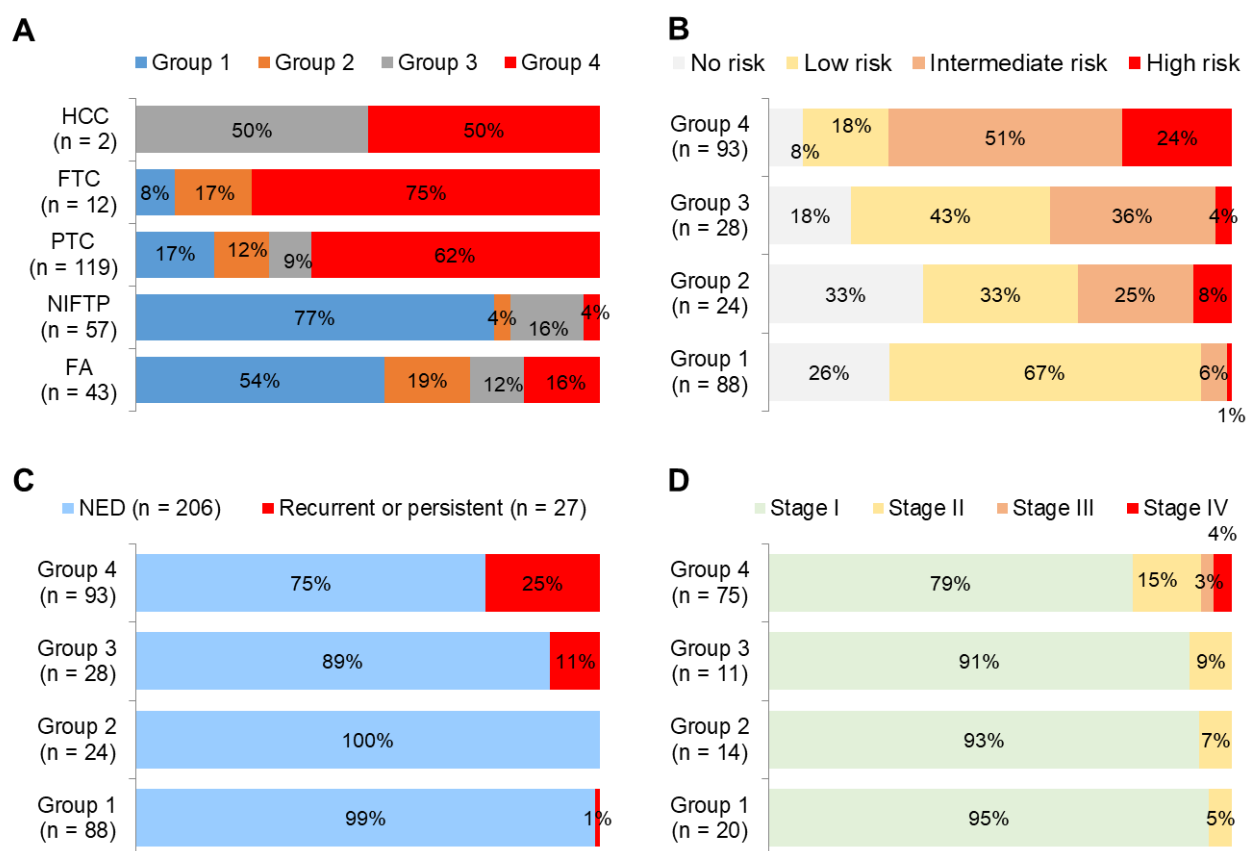 A
Group 1 Group 2 Group 3 Group 4
HCC
(n = 2)
50% 50%
FTC
(n = 12)
8% 17% 75%
PTC
(n = 119)
17% 12% 9% 62%
NIFTP
(n = 57)
77% 4% 16% 4%
FA
(n = 43)
54% 19% 12% 16%
B
No risk Low risk Intermediate risk High risk
Group 4
(n = 93)
8% 18% 51% 24%
Group 3
(n = 28)
18% 43% 36% 4%
Group 2
(n = 24)
33% 33% 25% 8%
Group 1
(n = 88)
26% 67% 6% 1%
C
NED (n = 206) Recurrent or persistent (n = 27)
Group 4
(n = 93)
75% 25%
Group 3
(n = 28)
89% 11%
Group 2
(n = 24)
100%
Group 1
(n = 88)
99% 1%
D
Stage I Stage II Stage III Stage IV
Group 4
(n = 75)
79% 15% 3% 4%
Group 3
(n = 11)
91% 9%
Group 2
(n = 14)
93% 7%
Group 1
(n = 20)
95% 5%